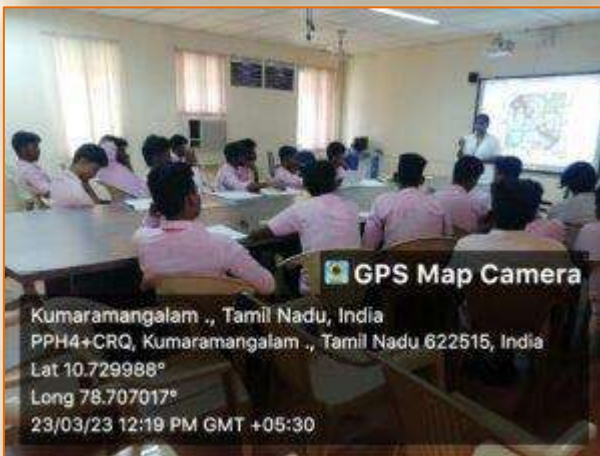 GPS Map Camera
Kumaramangalam ., Tamil Nadu, India
PPH4+CRQ, Kumaramangalam ., Tamil Nadu 622515, India
Lat 10.729988°
Long 78.707017°
23/03/23 12:19 PM GMT +05:30